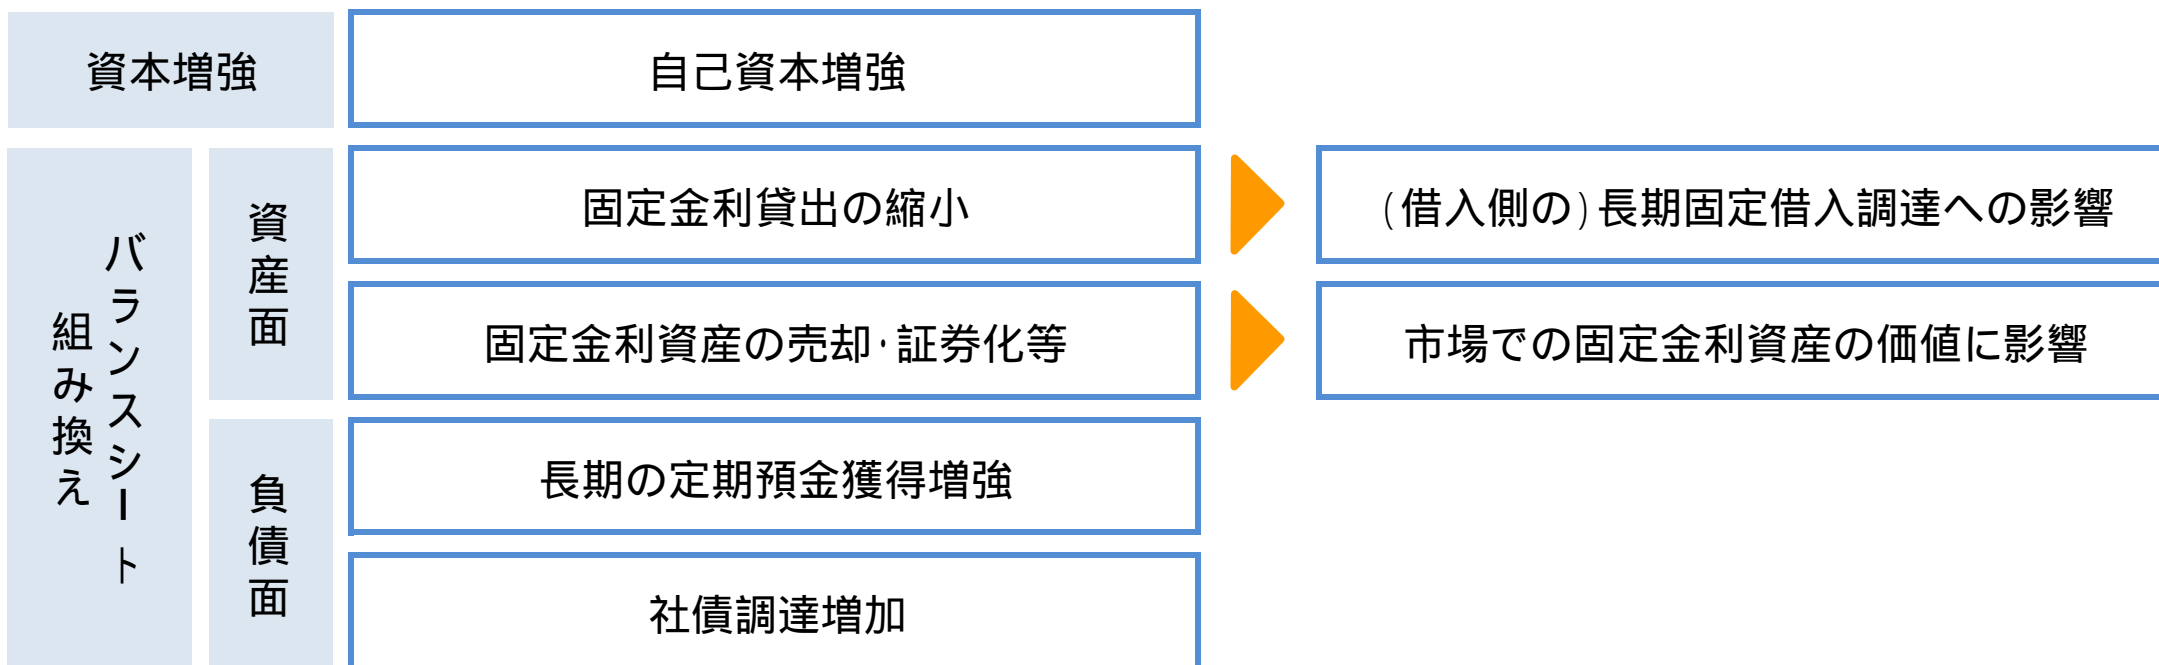 資本増強
自己資本増強
バランスシート
組み換え
資産面
固定金利貸出の縮小
(借入側の)長期固定借入調達への影響
固定金利資産の売却・証券化等
市場での固定金利資産の価値に影響
負債面
長期の定期預金獲得増強
社債調達増加